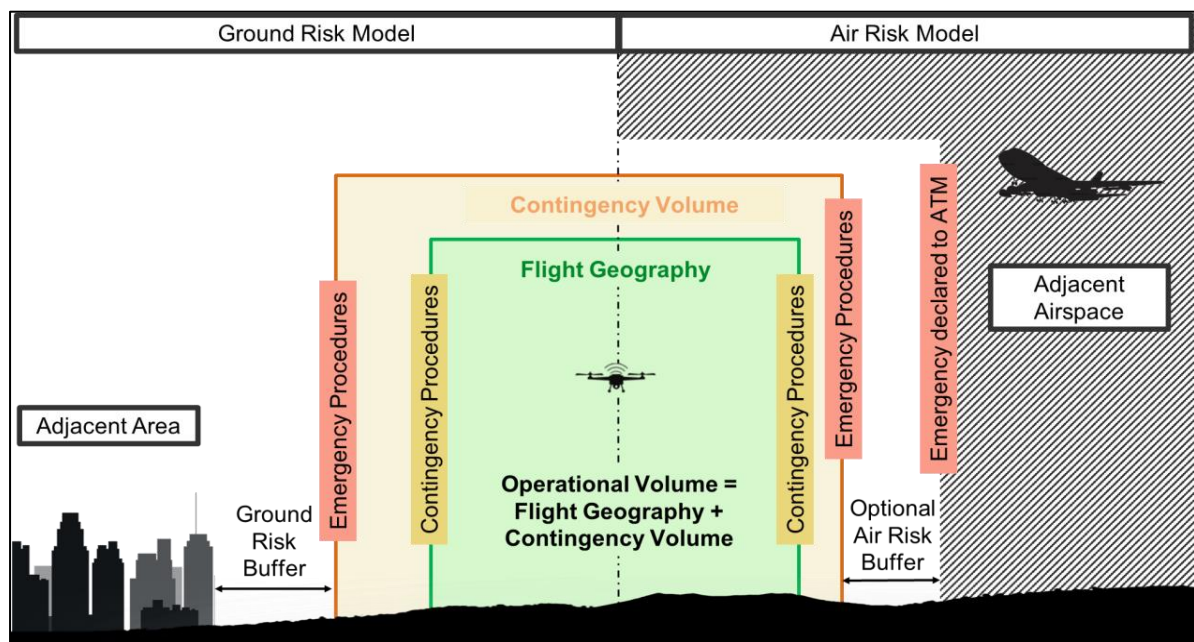 Ground Risk Model
Air Risk Model
Contingency Volume
Flight Geography
Emergency Procedures
Contingency Procedures
Contingency Procedures
Emergency Procedures
Emergency declared to ATM
Adjacent
Airspace
Adjacent Area
Operational Volume =
Flight Geography +
Contingency Volume
Ground
Risk
Buffer
Optional
Air Risk
Buffer